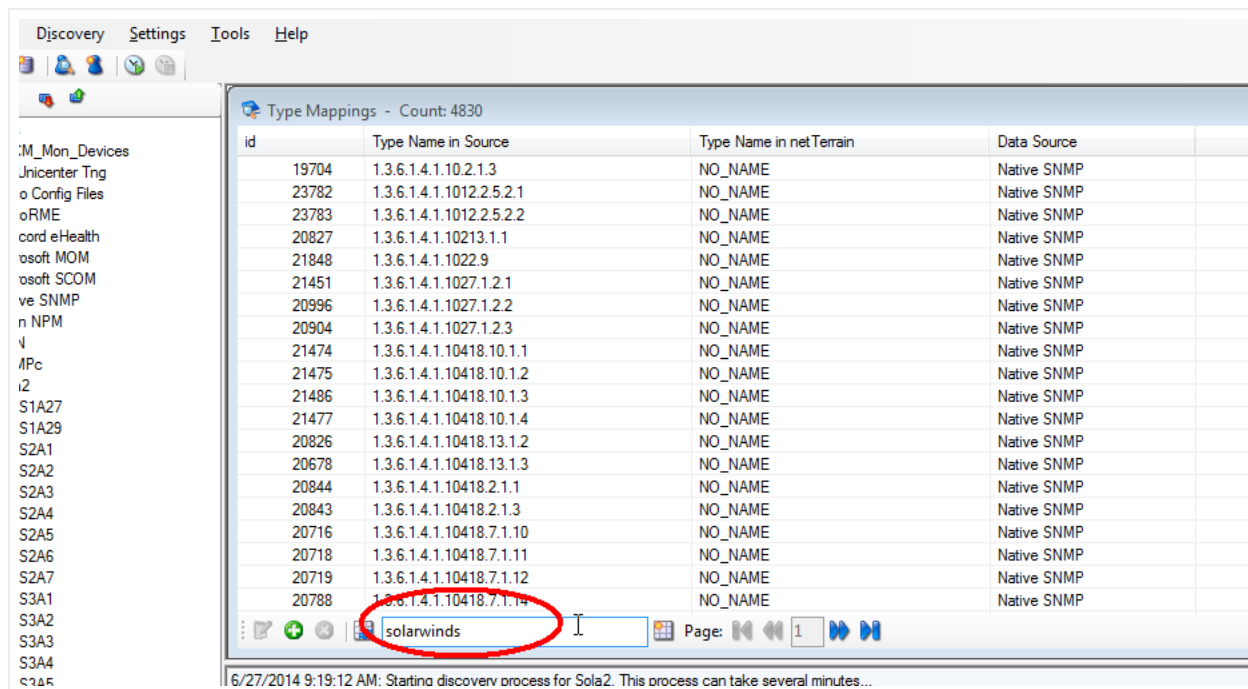 Discovery Settings Tools Help
Type Mappings - Count: 4830
id Type Name in Source Type Name in netTerrain Data Source
19704 1.3.6.1.4.1.10.2.1.3 NO_NAME Native SNMP
23782 1.3.6.1.4.1.1012.2.5.2.1 NO_NAME Native SNMP
23783 1.3.6.1.4.1.1012.2.5.2.2 NO_NAME Native SNMP
20827 1.3.6.1.4.1.10213.1.1 NO_NAME Native SNMP
21848 1.3.6.1.4.1.1022.9 NO_NAME Native SNMP
21451 1.3.6.1.4.1.1027.1.2.1 NO_NAME Native SNMP
20996 1.3.6.1.4.1.1027.1.2.2 NO_NAME Native SNMP
20904 1.3.6.1.4.1.1027.1.2.3 NO_NAME Native SNMP
21474 1.3.6.1.4.1.10418.10.1.1 NO_NAME Native SNMP
21475 1.3.6.1.4.1.10418.10.1.2 NO_NAME Native SNMP
21486 1.3.6.1.4.1.10418.10.1.3 NO_NAME Native SNMP
21477 1.3.6.1.4.1.10418.10.1.4 NO_NAME Native SNMP
20826 1.3.6.1.4.1.10418.13.1.2 NO_NAME Native SNMP
20678 1.3.6.1.4.1.10418.13.1.3 NO_NAME Native SNMP
20844 1.3.6.1.4.1.10418.2.1.1 NO_NAME Native SNMP
20843 1.3.6.1.4.1.10418.2.1.3 NO_NAME Native SNMP
20716 1.3.6.1.4.1.10418.7.1.10 NO_NAME Native SNMP
20718 1.3.6.1.4.1.10418.7.1.11 NO_NAME Native SNMP
20719 1.3.6.1.4.1.10418.7.1.12 NO_NAME Native SNMP
20788 1.3.6.1.4.1.10418.7.1.14 NO_NAME Native SNMP
solarwinds Page: 1
6/27/2014 9:19:12 AM: Starting discovery process for Sola2. This process can take several minutes...
:M_Mon_Devices
Unicenter Tng
o Config Files
oRME
cord eHealth
rosoft MOM
osoft SCOM
ve SNMP
n NPM
N
MPc
a2
S1A27
S1A29
S2A1
S2A2
S2A3
S2A4
S2A5
S2A6
S2A7
S3A1
S3A2
S3A3
S3A4
S3A5